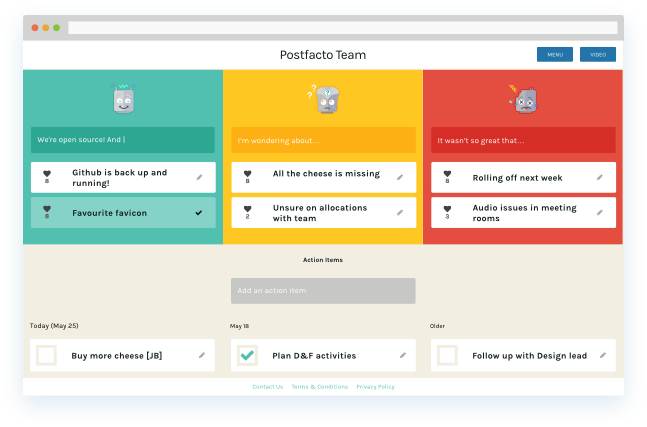 Postfacto Team
MENU
VIDEO
? ? ?
We're open source! And |
I'm wondering about...
It wasn't so great that...
8
Github is back up and
running!
8
All the cheese is missing
8
Rolling off next week
8
Favourite favicon
2
Unsure on allocations
with team
3
Audio issues in meeting
rooms
Action Items
Add an action item
Today (May 25)
May 18
Older
Buy more cheese [JB]
Plan D&F activities
Follow up with Design lead
Contact Us
Terms & Conditions
Privacy Policy